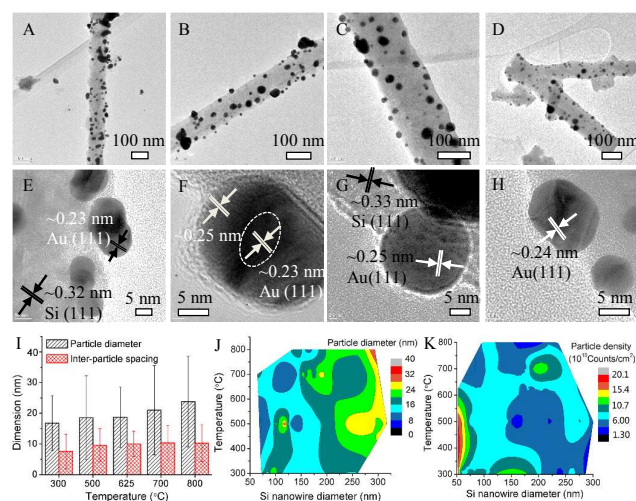 A
B
C
D
100 nm
100 nm
100 nm
100 nm
E
F
G
H
~0.23 nm
Au (111)
~0.32 nm
Si (111)
5 nm
~0.25 nm
~0.23 nm
Au (111)
5 nm
~0.33 nm
Si (111)
~0.25 nm
Au(111)
5 nm
~0.24 nm
Au(111)
5 nm
I
Particle diameter
Inter-particle spacing
Dimension (nm)
40
30
20
10
0
300 500 625 700 800
Temperature (°C)
J
Particle diameter (nm)
Temperature (°C)
800
700
600
500
400
300
50 100 150 200 250 300
Si nanowire diameter (nm)
40
32
24
16
8
0
K
Particle density
(10¹⁰Counts/cm²)
Temperature (°C)
800
700
600
500
400
300
50 100 150 200 250 300
Si nanowire diameter (nm)
20.1
15.4
10.7
6.00
1.30